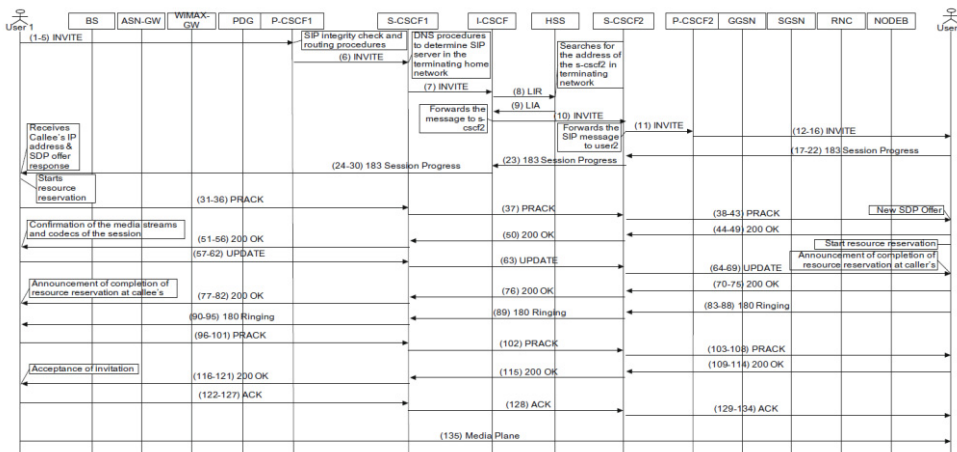 User 1
BS
ASN-GW
WIMAX-
GW
PDG
P-CSCF1
S-CSCF1
I-CSCF
HSS
S-CSCF2
P-CSCF2
GGSN
SGSN
RNC
NODEB
(1-5) INVITE
SIP integrity check and
routing procedures
(6) INVITE
DNS procedures
to determine SIP
server in the
terminating home
network
(7) INVITE
(8) LIR
Searches for
the address of
the s-cscf2 in
terminating
network
(9) LIA
Forwards the
message to s-
cscf2
(10) INVITE
Forwards the
SIP message
to user2
(11) INVITE
(12-16) INVITE
(17-22) 183 Session Progress
(23) 183 Session Progress
(24-30) 183 Session Progress
Receives
Callee's IP
address &
SDP offer
response
Starts
resource
reservation
(31-36) PRACK
(37) PRACK
(38-43) PRACK
New SDP Offer
(44-49) 200 OK
(50) 200 OK
(51-56) 200 OK
Confirmation of the media streams
and codecs of the session
Start resource reservation
(57-62) UPDATE
(63) UPDATE
(64-69) UPDATE
Announcement of completion of
resource reservation at caller's
(70-75) 200 OK
(76) 200 OK
(77-82) 200 OK
Announcement of completion of
resource reservation at callee's
(83-88) 180 Ringing
(89) 180 Ringing
(90-95) 180 Ringing
(96-101) PRACK
(102) PRACK
(103-108) PRACK
(109-114) 200 OK
(115) 200 OK
(116-121) 200 OK
Acceptance of invitation
(122-127) ACK
(128) ACK
(129-134) ACK
(135) Media Plane